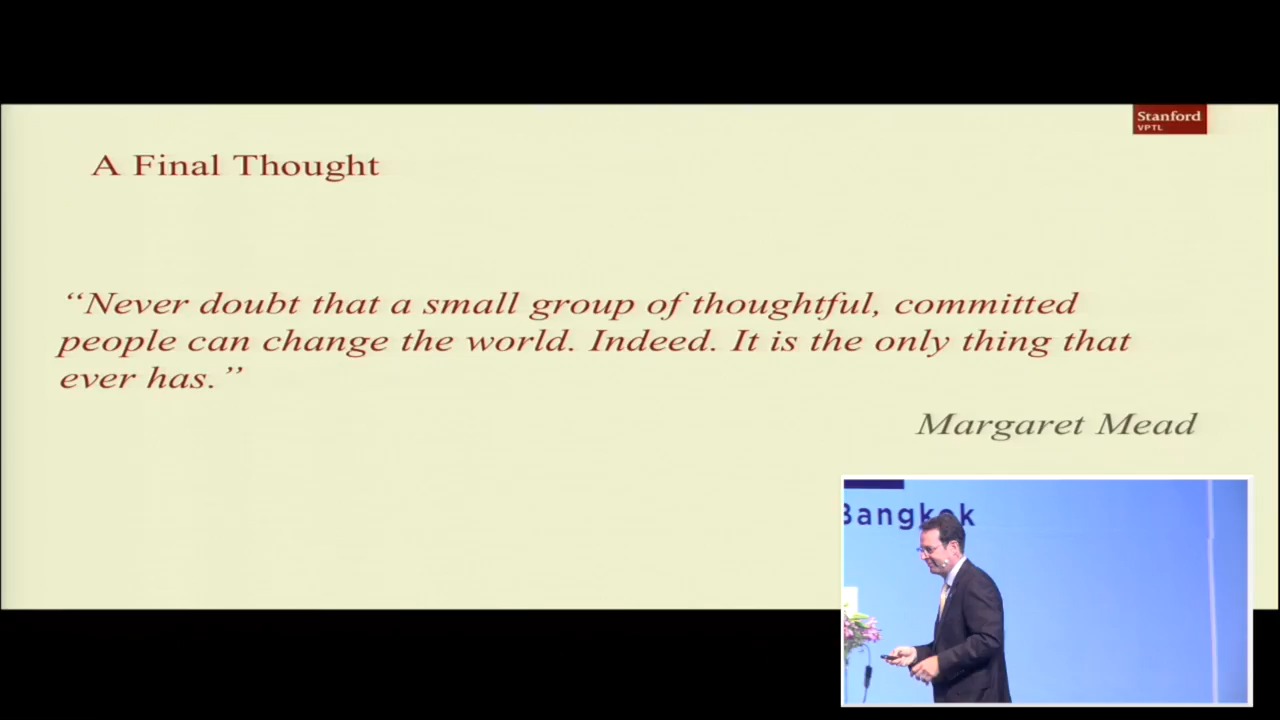 Stanford
VPTL
A Final Thought
“Never doubt that a small group of thoughtful, committed
people can change the world. Indeed. It is the only thing that
ever has.”
Margaret Mead
Bangkok